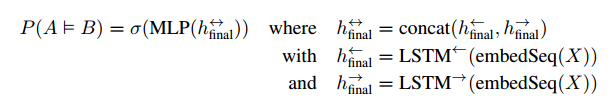 P(A ⊨ B) = σ(MLP(h↔final)) where h↔final = concat(h←final, h→final)
with h←final = LSTM←(embedSeq(X))
and h→final = LSTM→(embedSeq(X))